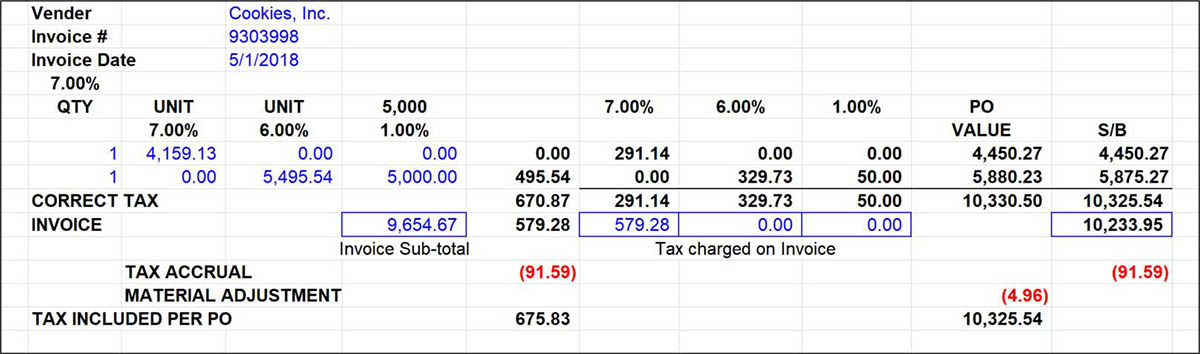 Vender Cookies, Inc.
Invoice # 9303998
Invoice Date 5/1/2018
7.00%
QTY UNIT UNIT 5,000 7.00% 6.00% 1.00% PO
7.00% 6.00% 1.00% VALUE S/B
1 4,159.13 0.00 0.00 0.00 291.14 0.00 0.00 4,450.27 4,450.27
1 0.00 5,495.54 5,000.00 495.54 0.00 329.73 50.00 5,880.23 5,875.27
CORRECT TAX 670.87 291.14 329.73 50.00 10,330.50 10,325.54
INVOICE 9,654.67 579.28 579.28 0.00 0.00 10,233.95
Invoice Sub-total Tax charged on Invoice
TAX ACCRUAL (91.59) (91.59)
MATERIAL ADJUSTMENT (4.96)
TAX INCLUDED PER PO 675.83 10,325.54